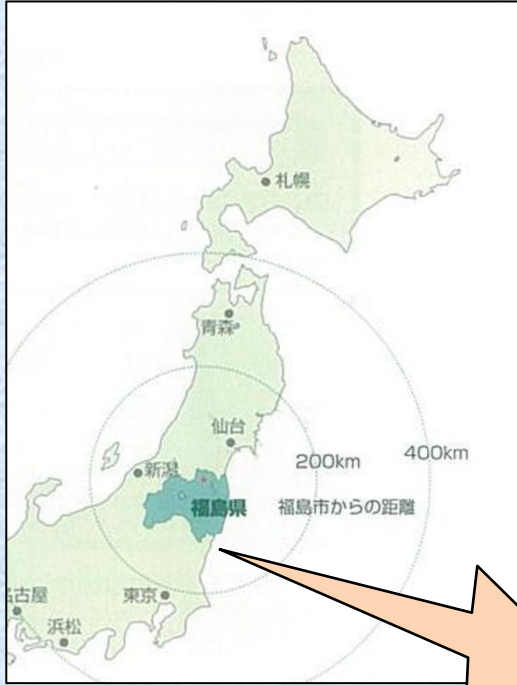 札幌
青森
仙台
新潟
200km
400km
福島県
福島市からの距離
名古屋
東京
浜松